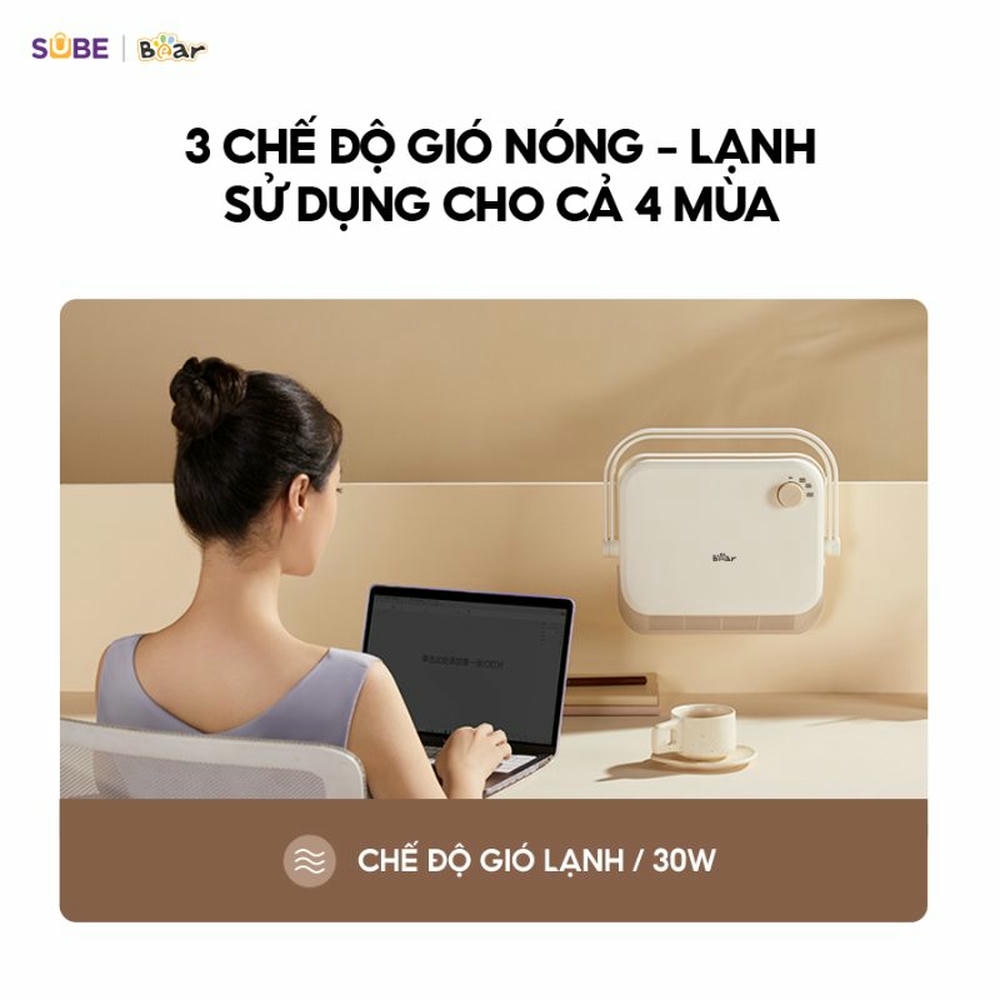 SUBE | Bear
3 CHẾ ĐỘ GIÓ NÓNG – LẠNH
SỬ DỤNG CHO CẢ 4 MÙA
Bear
CHẾ ĐỘ GIÓ LẠNH / 30W